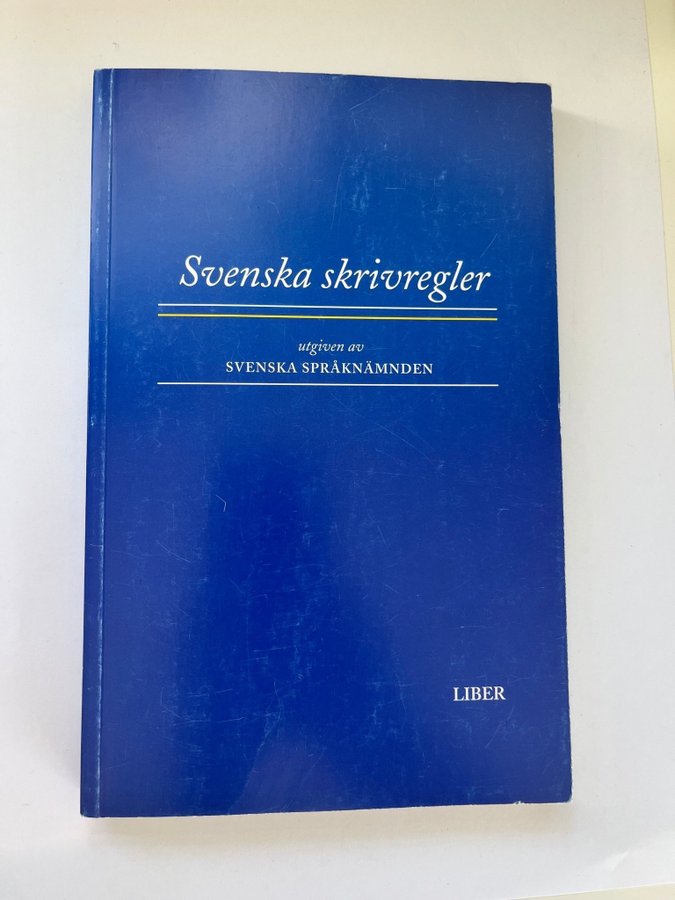 Svenska skrivregler
utgiven av
SVENSKA SPRÅKNÄMNDEN
LIBER